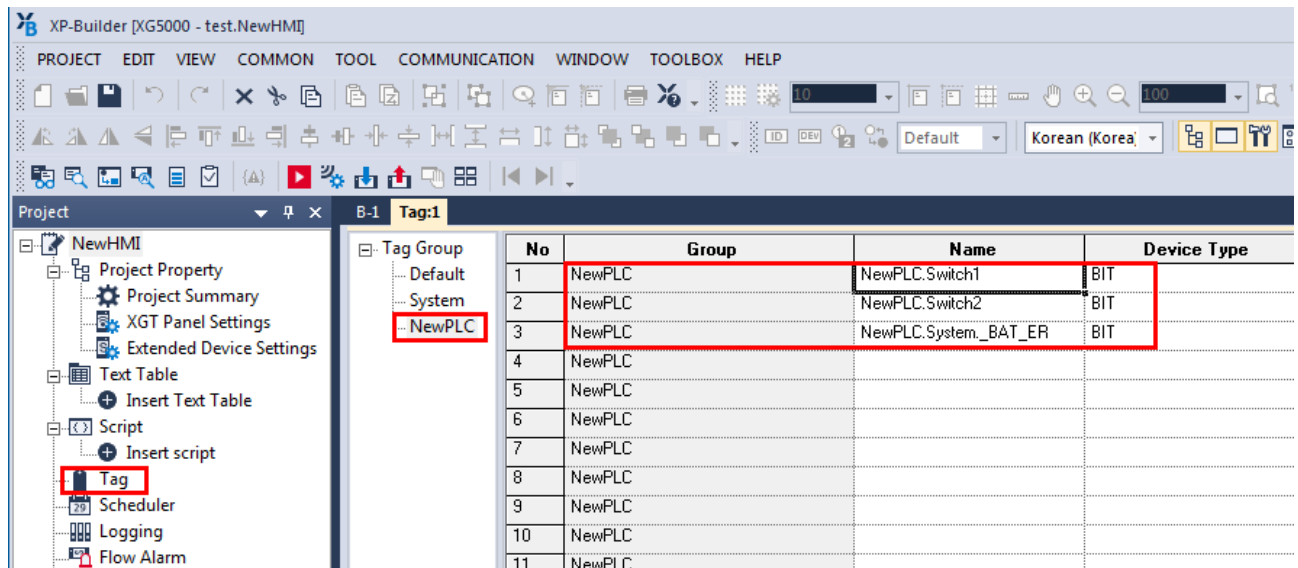 XP-Builder [XG5000 - test.NewHMI]
PROJECT EDIT VIEW COMMON TOOL COMMUNICATION WINDOW TOOLBOX HELP
10 100
ID DEV Default Korean (Korea)
{A}
Project B-1 Tag:1
NewHMI
Project Property
Project Summary
XGT Panel Settings
Extended Device Settings
Text Table
Insert Text Table
Script
Insert script
Tag
29 Scheduler
Logging
Flow Alarm
Tag Group
Default
System
NewPLC
No Group Name Device Type
1 NewPLC NewPLC.Switch1 BIT
2 NewPLC NewPLC.Switch2 BIT
3 NewPLC NewPLC.System._BAT_ER BIT
4 NewPLC
5 NewPLC
6 NewPLC
7 NewPLC
8 NewPLC
9 NewPLC
10 NewPLC
11 NewPLC